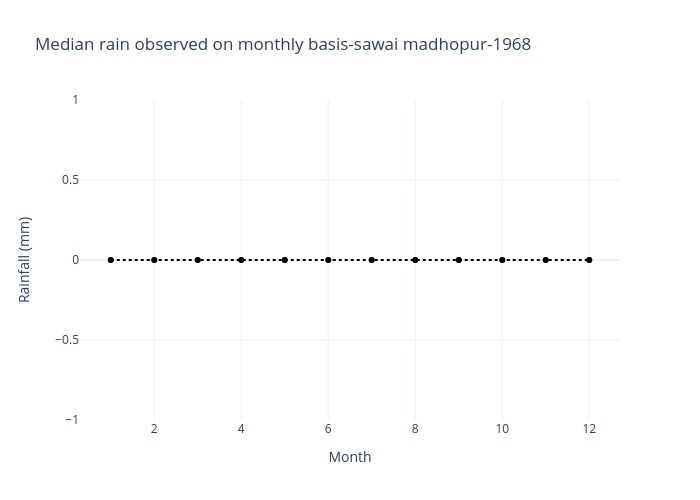 Median rain observed on monthly basis-sawai madhopur-1968
1
0.5
0
−0.5
−1
Rainfall (mm)
2 4 6 8 10 12
Month